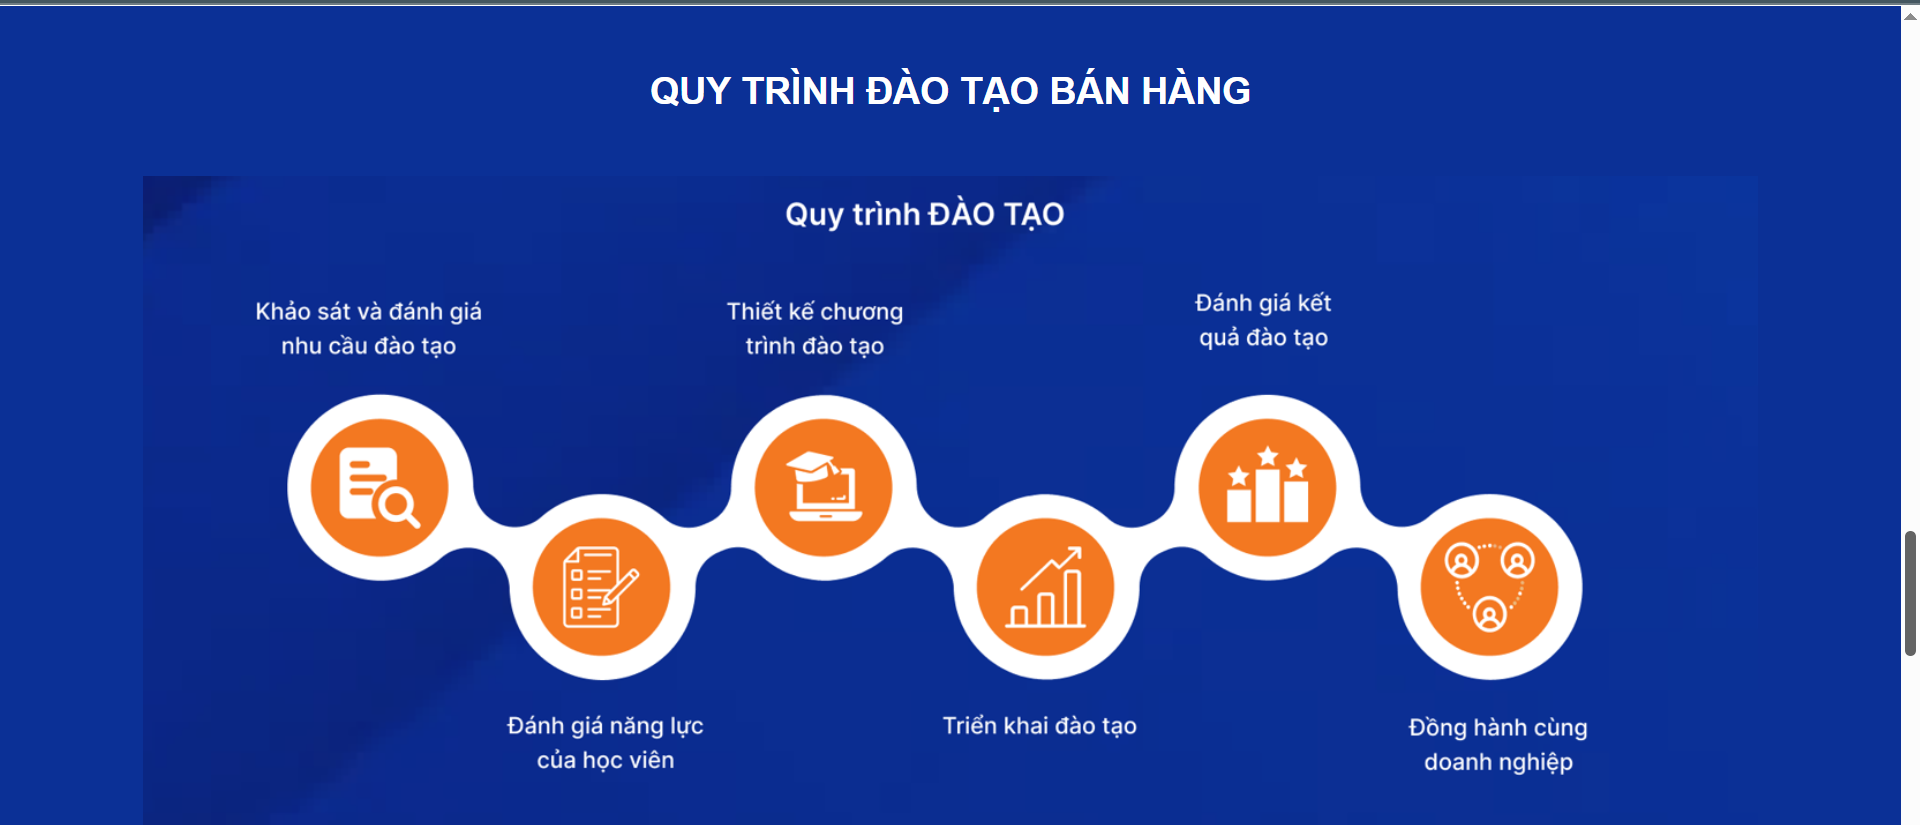 QUY TRÌNH ĐÀO TẠO BÁN HÀNG
Quy trình ĐÀO TẠO
Khảo sát và đánh giá
nhu cầu đào tạo
Đánh giá năng lực
của học viên
Thiết kế chương
trình đào tạo
Triển khai đào tạo
Đánh giá kết
quả đào tạo
Đồng hành cùng
doanh nghiệp